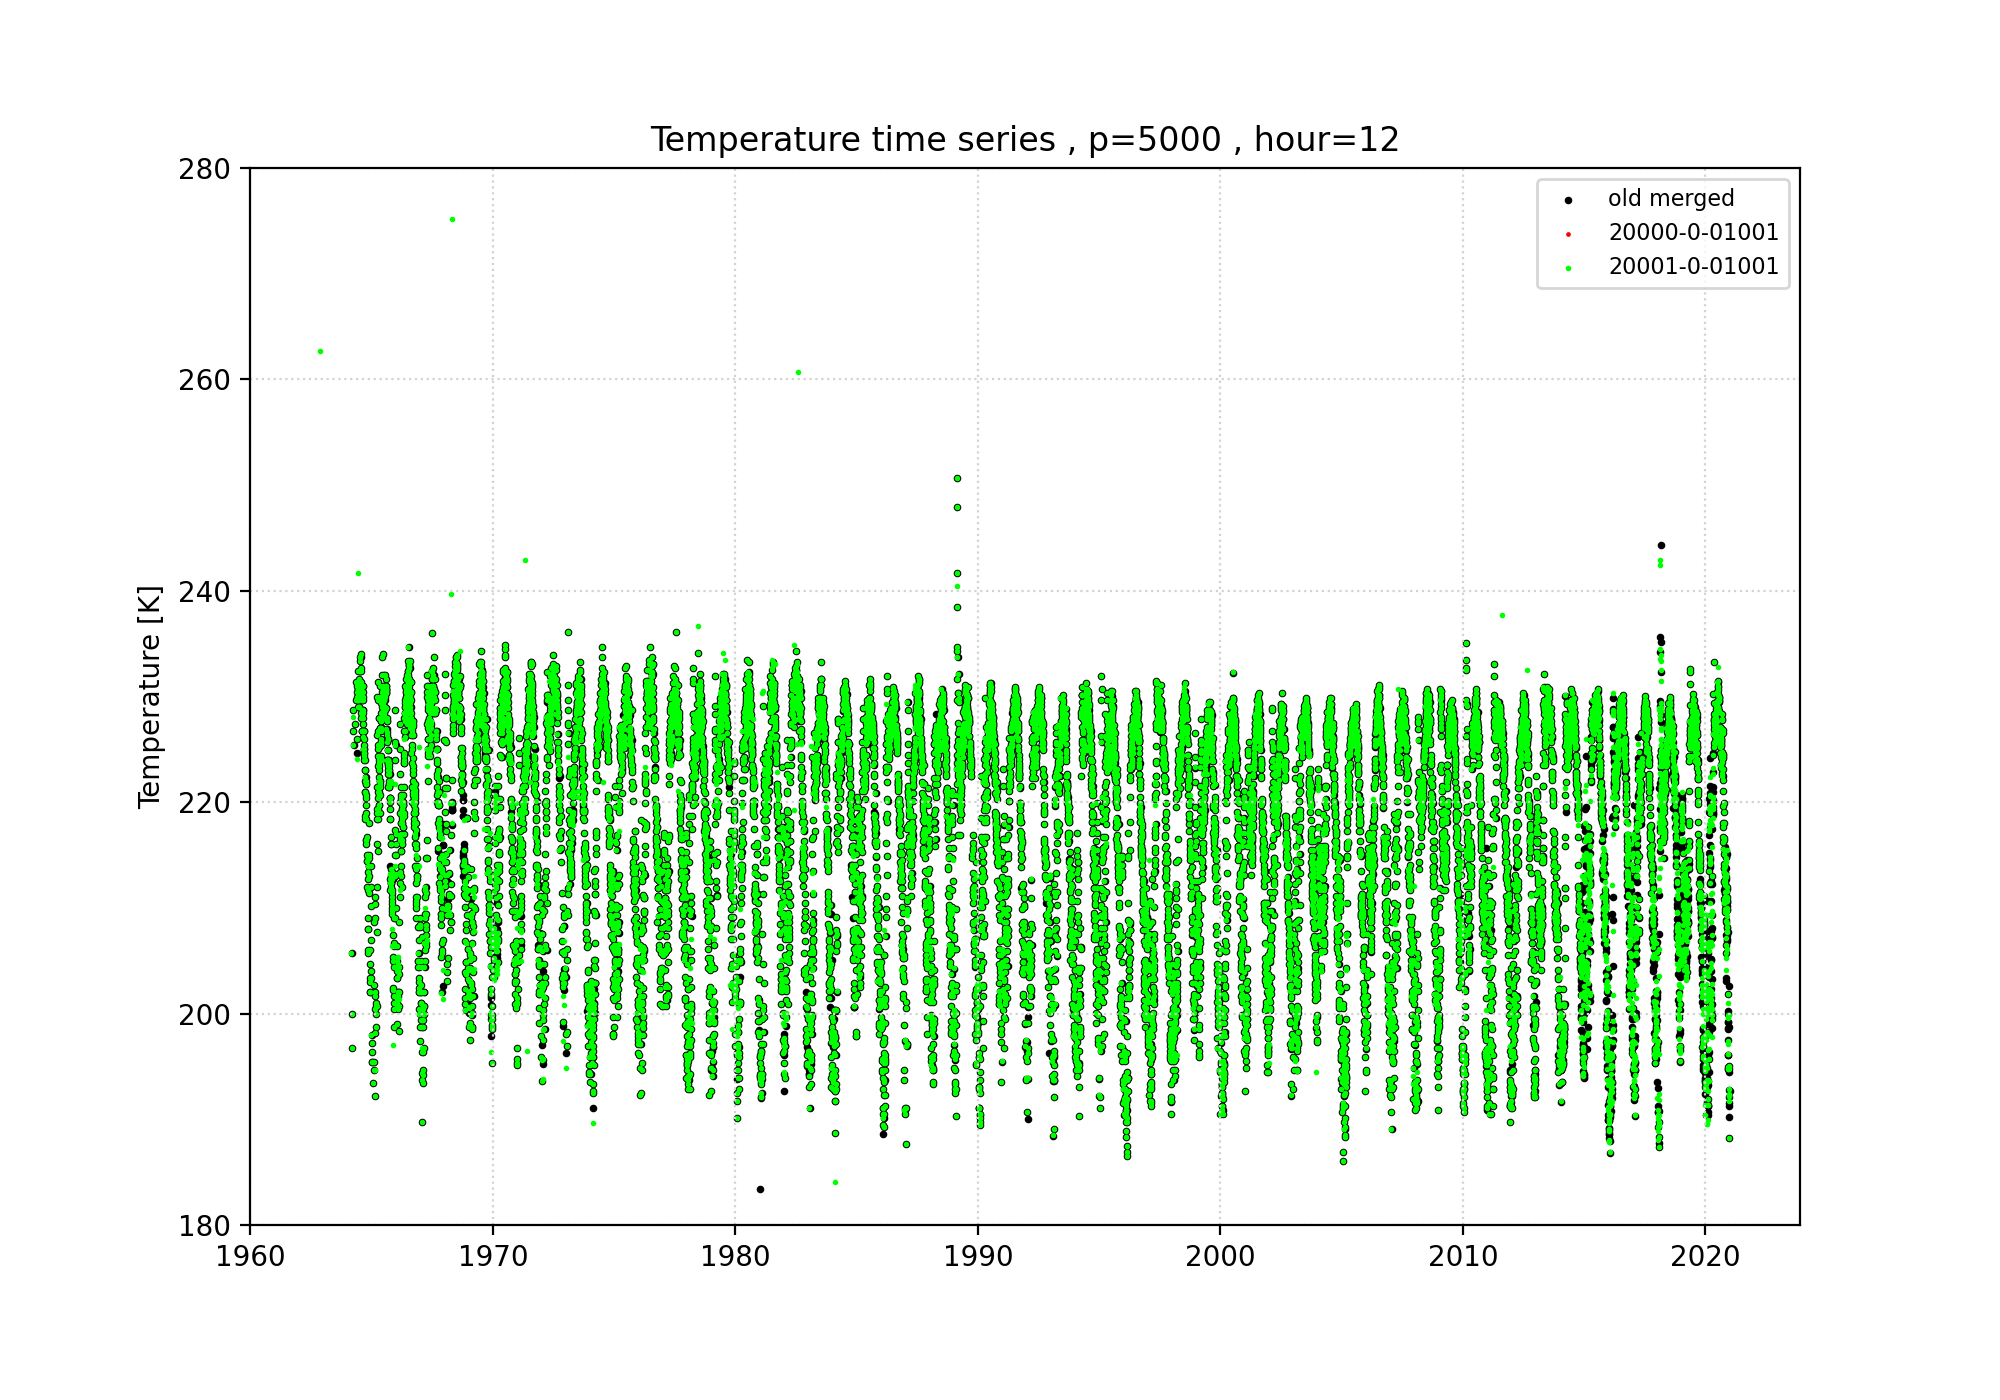 Temperature time series , p=5000 , hour=12
280
260
240
220
200
180
Temperature [K]
old merged
20000-0-01001
20001-0-01001
1960 1970 1980 1990 2000 2010 2020